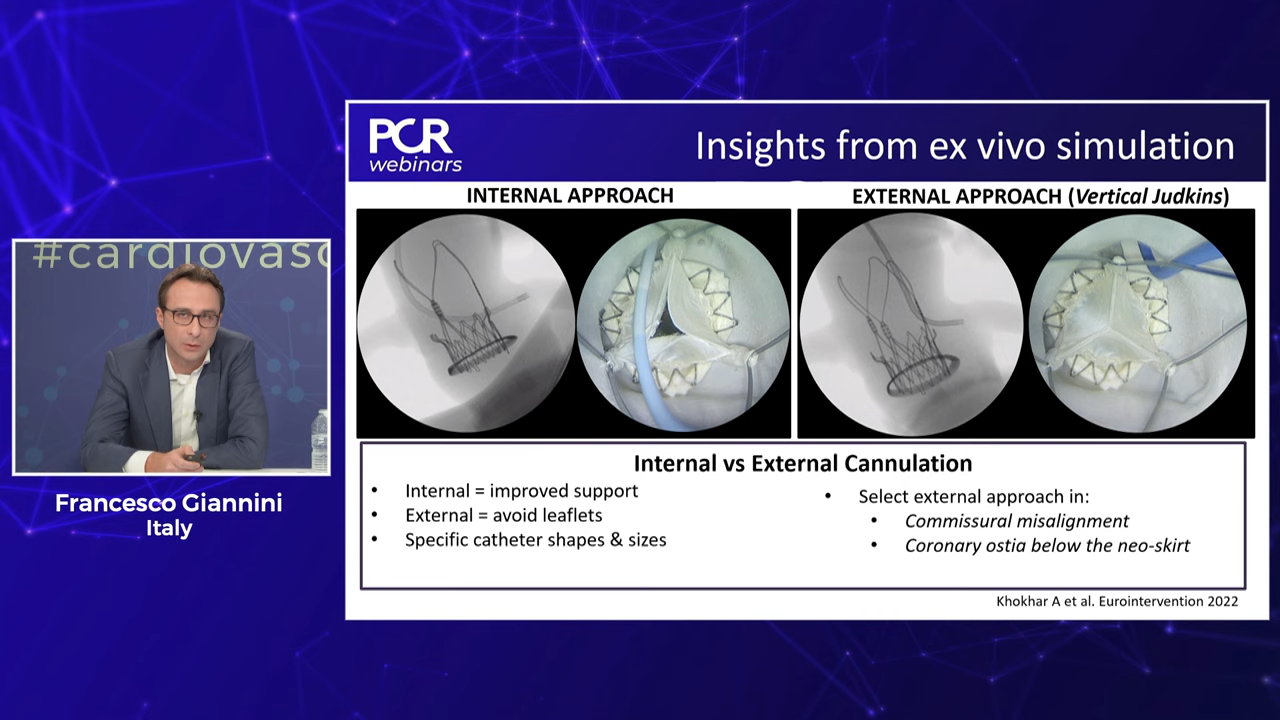 PCR
webinars
Insights from ex vivo simulation
INTERNAL APPROACH
EXTERNAL APPROACH (Vertical Judkins)
#cardiovasc
Internal vs External Cannulation
• Internal = improved support
• External = avoid leaflets
• Specific catheter shapes & sizes
• Select external approach in:
• Commissural misalignment
• Coronary ostia below the neo-skirt
Khokhar A et al. Eurointervention 2022
Francesco Giannini
Italy